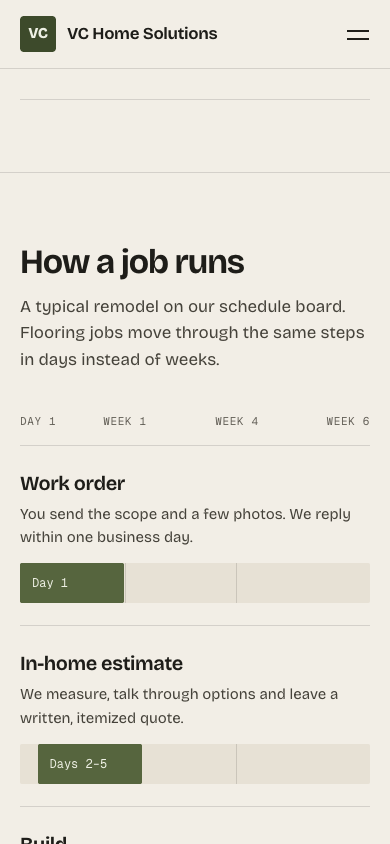 VC
VC Home Solutions
How a job runs
A typical remodel on our schedule board.
Flooring jobs move through the same steps
in days instead of weeks.
DAY 1 WEEK 1 WEEK 4 WEEK 6
Work order
You send the scope and a few photos. We reply
within one business day.
Day 1
In-home estimate
We measure, talk through options and leave a
written, itemized quote.
Days 2–5
Build